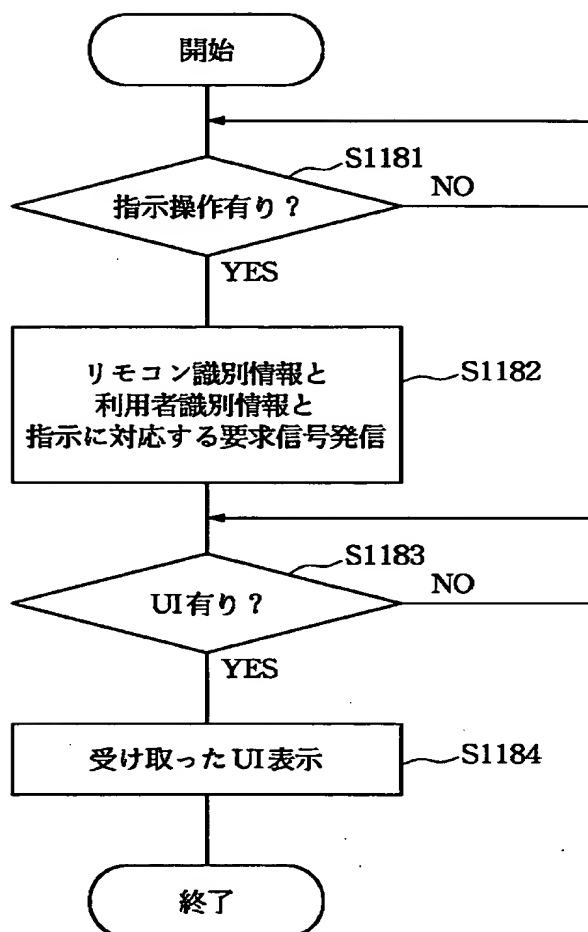 開始
S1181
指示操作有り？
NO
YES
リモコン識別情報と
利用者識別情報と
指示に対応する要求信号発信
S1182
S1183
UI有り？
NO
YES
受け取ったUI表示
S1184
終了